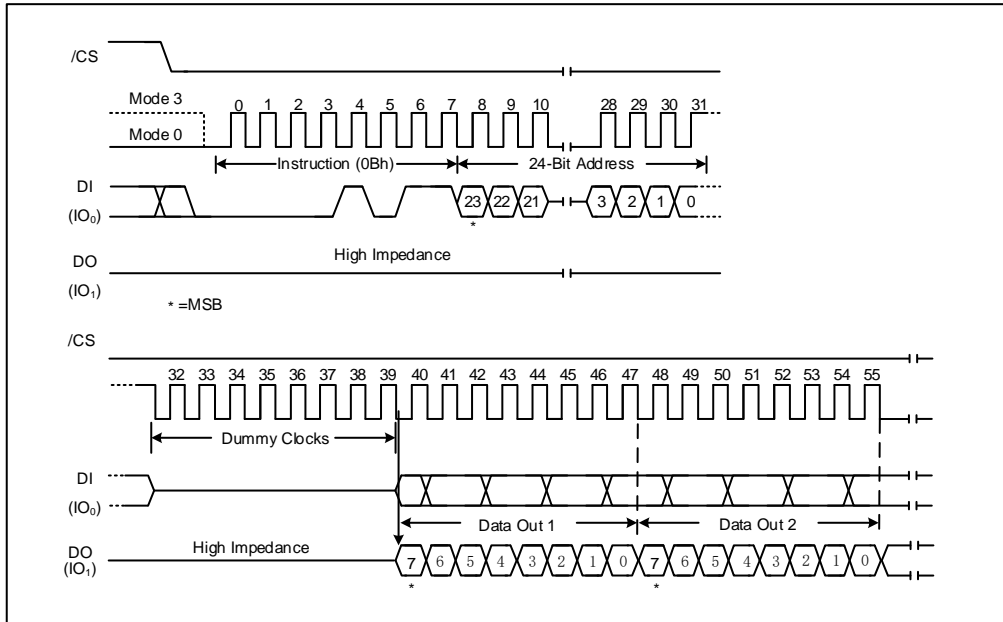 /CS
Mode 3
Mode 0
0 1 2 3 4 5 6 7 8 9 10 28 29 30 31
Instruction (0Bh) 24-Bit Address
DI
(IO₀)
23 22 21 3 2 1 0
*
DO
(IO₁)
High Impedance
* =MSB
/CS
32 33 34 35 36 37 38 39 40 41 42 43 44 45 46 47 48 49 50 51 52 53 54 55
Dummy Clocks
DI
(IO₀)
Data Out 1 Data Out 2
DO
(IO₁)
High Impedance
7 6 5 4 3 2 1 0 7 6 5 4 3 2 1 0
* *